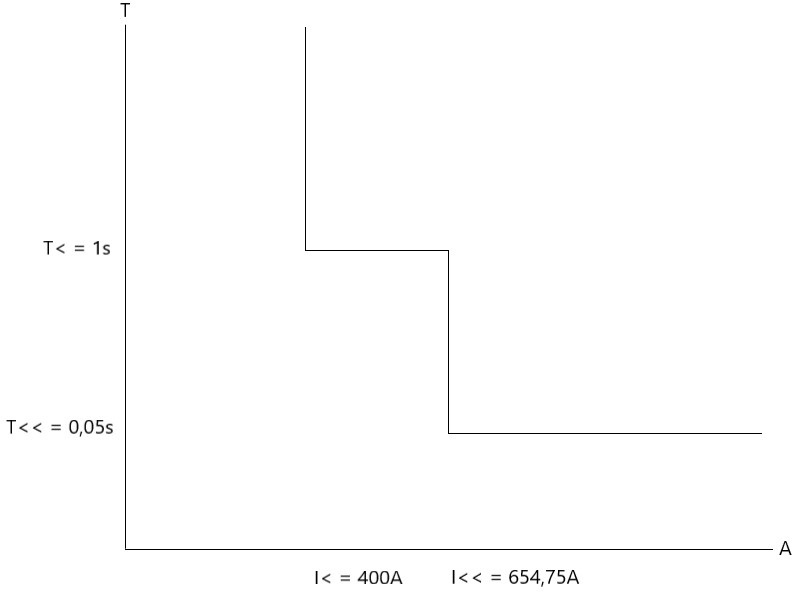 T
T< = 1s
T<< = 0,05s
A
I< = 400A
I<< = 654,75A